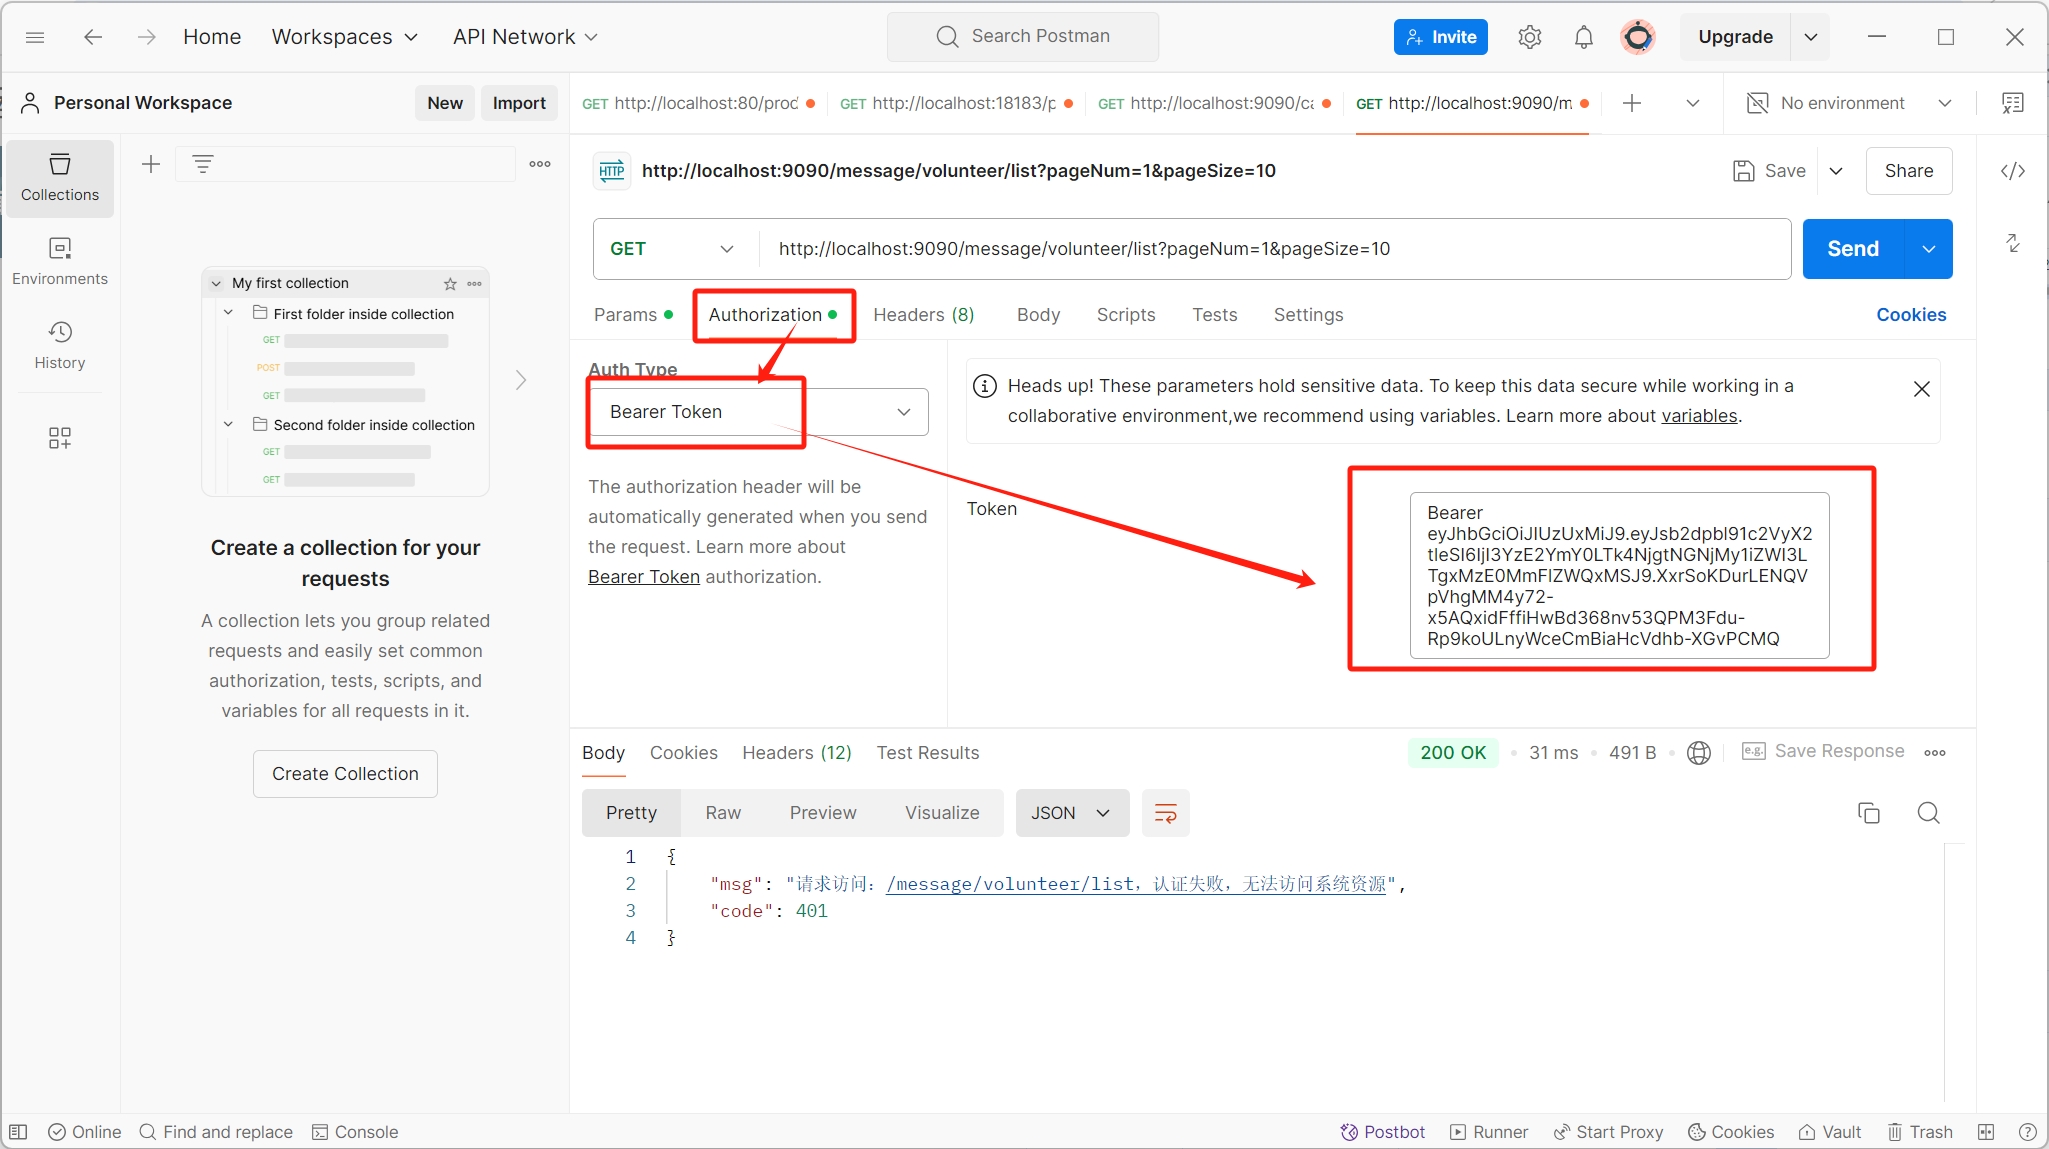 Home
Workspaces
API Network
Search Postman
Invite
Upgrade
Personal Workspace
New
Import
GET http://localhost:80/proc
GET http://localhost:18183/p
GET http://localhost:9090/ca
GET http://localhost:9090/m
No environment
Collections
Environments
History
HTTP
http://localhost:9090/message/volunteer/list?pageNum=1&pageSize=10
Save
Share
GET
http://localhost:9090/message/volunteer/list?pageNum=1&pageSize=10
Send
Params
Authorization
Headers (8)
Body
Scripts
Tests
Settings
Cookies
My first collection
First folder inside collection
GET
POST
GET
Second folder inside collection
GET
GET
Create a collection for your
requests
A collection lets you group related
requests and easily set common
authorization, tests, scripts, and
variables for all requests in it.
Create Collection
Auth Type
Bearer Token
The authorization header will be
automatically generated when you send
the request. Learn more about
Bearer Token authorization.
Heads up! These parameters hold sensitive data. To keep this data secure while working in a
collaborative environment,we recommend using variables. Learn more about variables.
Token
Bearer
eyJhbGciOiJIUzUxMiJ9.eyJsb2dpbl91c2VyX2
tleSI6IjI3YzE2YmY0LTk4NjgtNGNjMy1iZWI3L
TgxMzE0MmFlZWQxMSJ9.XxrSoKDurLENQV
pVhgMM4y72-
x5AQxidFffiHwBd368nv53QPM3Fdu-
Rp9koULnyWceCmBiaHcVdhb-XGvPCMQ
Body
Cookies
Headers (12)
Test Results
200 OK
31 ms
491 B
e.g.
Save Response
Pretty
Raw
Preview
Visualize
JSON
1 {
2 "msg": "请求访问：/message/volunteer/list，认证失败，无法访问系统资源",
3 "code": 401
4 }
Online
Find and replace
Console
Postbot
Runner
Start Proxy
Cookies
Vault
Trash